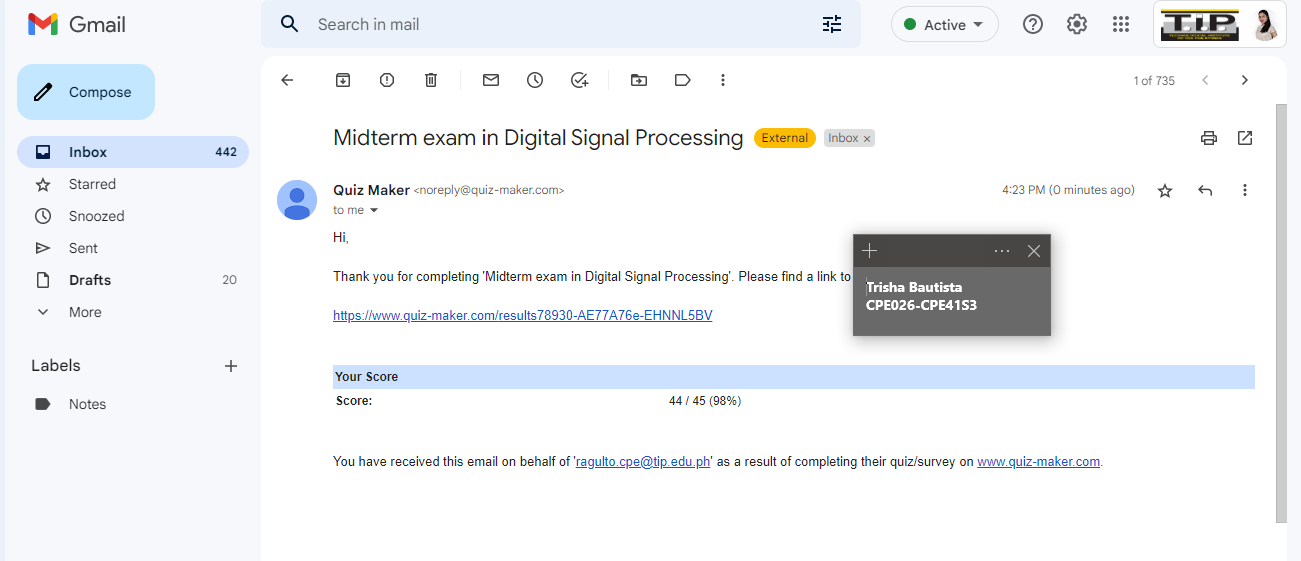 Gmail
Search in mail
Active
T.I.P
TECHNOLOGICAL INSTITUTE
OF THE PHILIPPINES
Compose
1 of 735
Inbox 442
Starred
Snoozed
Sent
Drafts 20
More
Labels
Notes
Midterm exam in Digital Signal Processing External Inbox ×
Quiz Maker <noreply@quiz-maker.com> 4:23 PM (0 minutes ago)
to me
Hi,
Thank you for completing 'Midterm exam in Digital Signal Processing'. Please find a link to
https://www.quiz-maker.com/results78930-AE77A76e-EHNNL5BV
Trisha Bautista
CPE026-CPE41S3
Your Score
Score: 44 / 45 (98%)
You have received this email on behalf of 'ragulto.cpe@tip.edu.ph' as a result of completing their quiz/survey on www.quiz-maker.com.